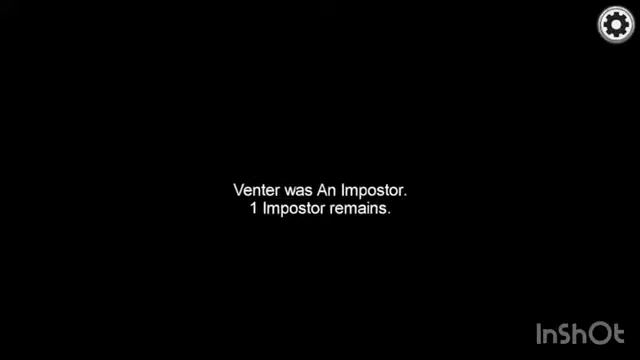 Venter was An Impostor.
1 Impostor remains.
InShOt